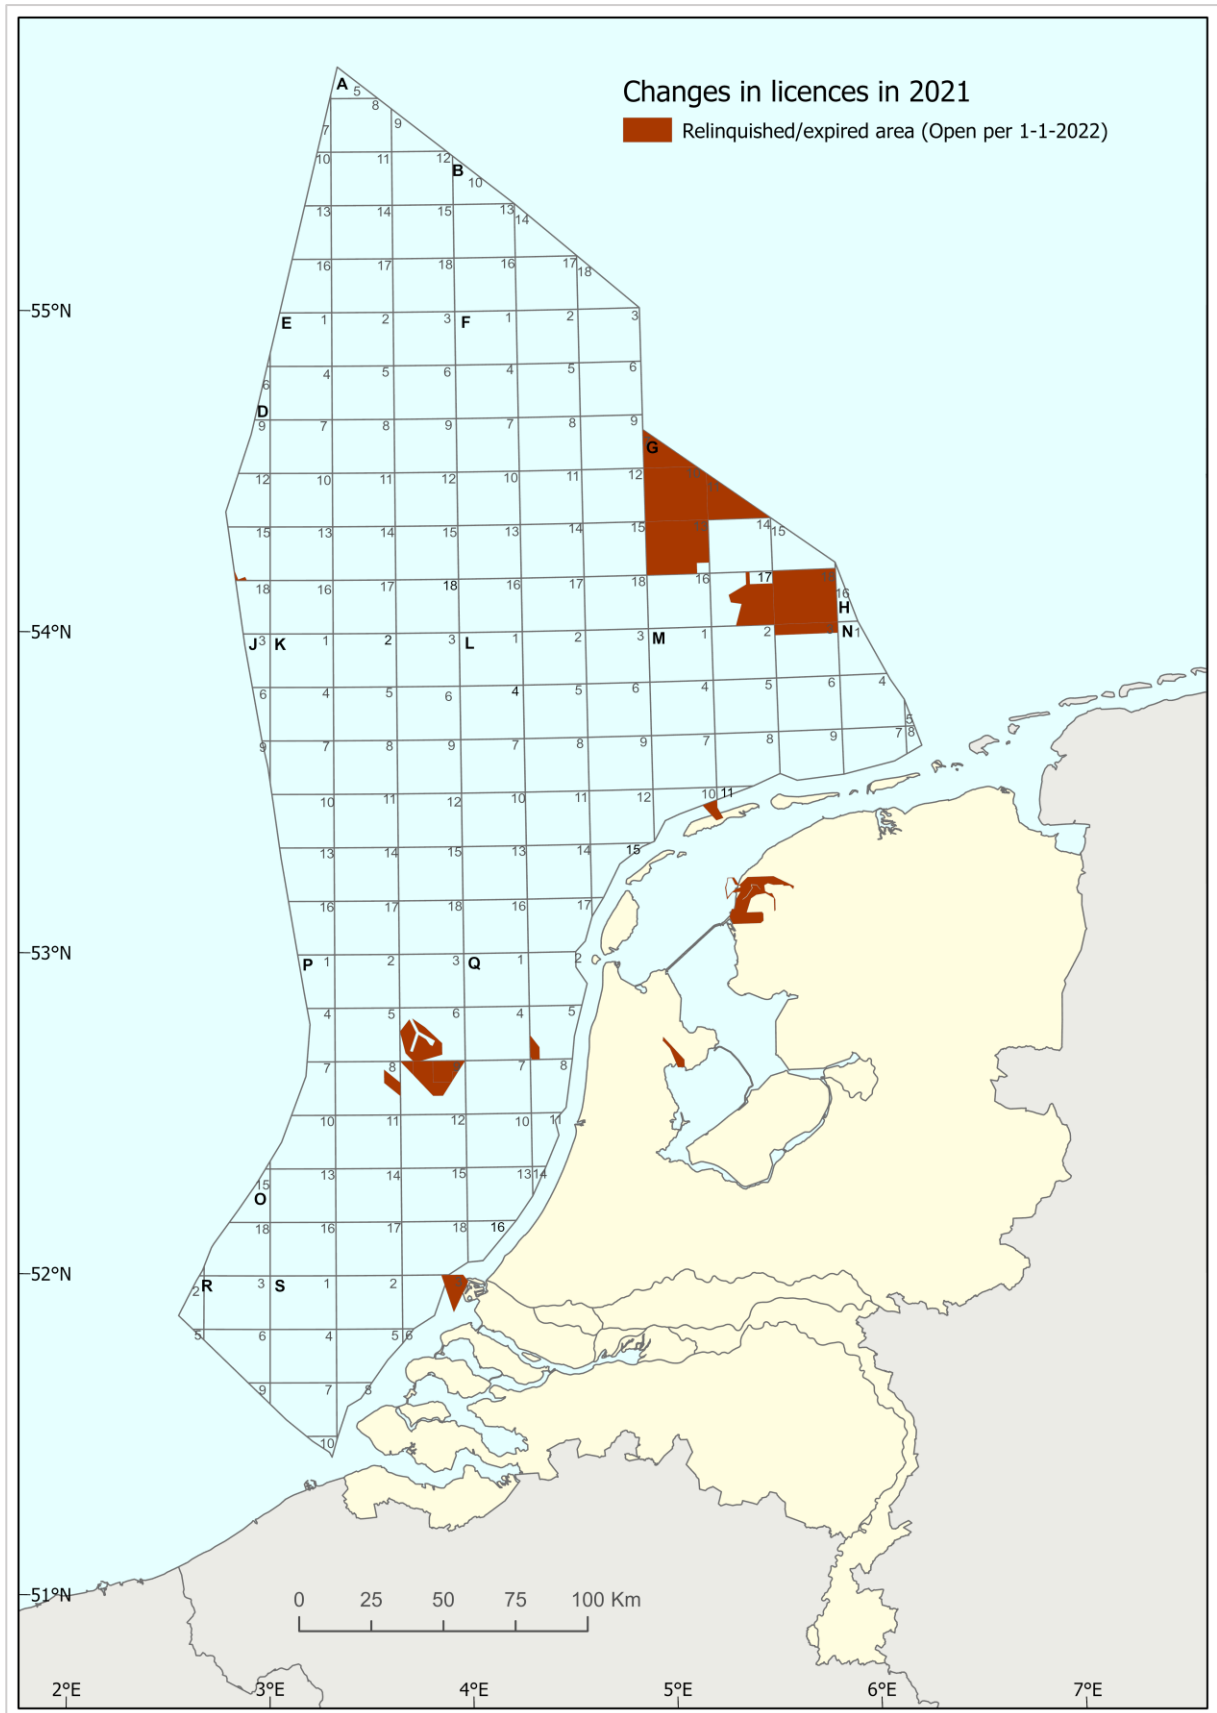 Changes in licences in 2021
Relinquished/expired area (Open per 1-1-2022)
A 5
8
7 9
10 11 12 B
10
13 14 15 13 14
16 17 18 16 17 18
55°N
E 1 2 3 F 1 2 3
4 5 6 4 5 6
6
D
9 7 8 9 7 8 9
G
12 10 11 12 10 11 12
15 13 14 15 13 14 15 14 15
18 16 17 18 16 17 18 16 17
16
H
54°N
J 3 K 1 2 3 L 1 2 3 M 1 2 N 1
6 4 5 6 4 5 6 4 5 6 4
5
9 7 8 9 7 8 9 7 8 9 7 8
10 11 12 10 11 12 10 11
13 14 15 13 14 15
16 17 18 16 17
53°N
P 1 2 3 Q 1 2
4 5 6 4 5
7 8 7 8
10 11 12 10 11
15 13 14 15 13 14
O
18 16 17 18 16
52°N
2 R 3 S 1 2
5 6 4 5 6
9 7 8
10
51°N
0 25 50 75 100 Km
2°E 3°E 4°E 5°E 6°E 7°E